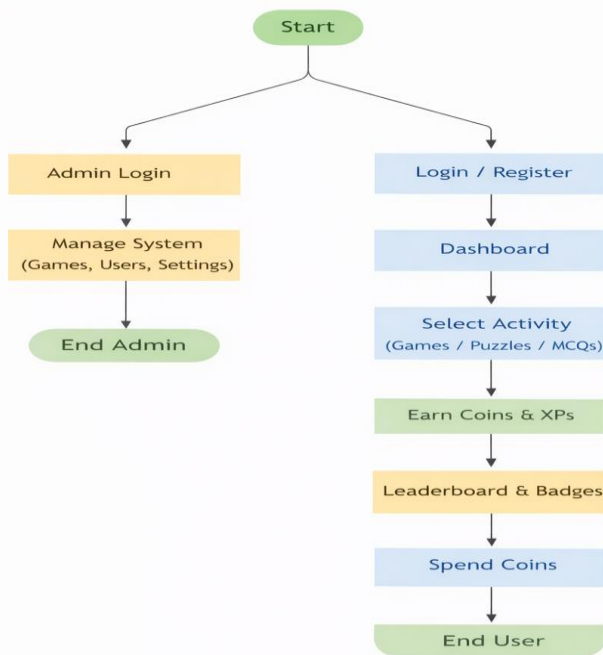 Start
Admin Login
Manage System
(Games, Users, Settings)
End Admin
Login / Register
Dashboard
Select Activity
(Games / Puzzles / MCQs)
Earn Coins & XPs
Leaderboard & Badges
Spend Coins
End User